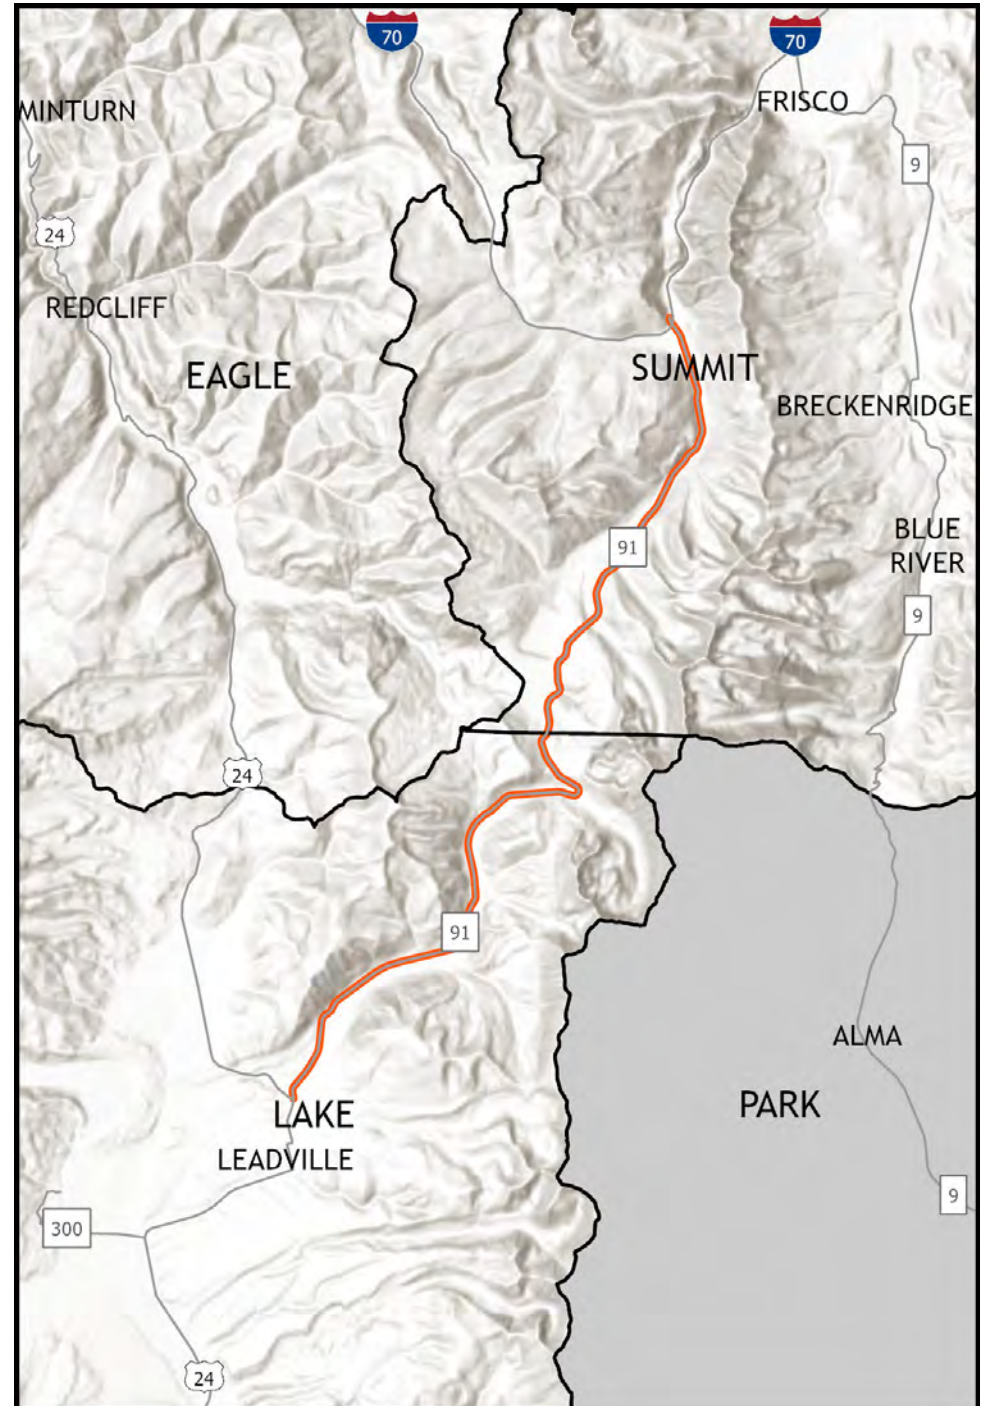 70
70
FRISCO
MINTURN
9
24
REDCLIFF
SUMMIT
EAGLE
BRECKENRIDGE
BLUE
RIVER
91
9
24
91
ALMA
PARK
LAKE
LEADVILLE
9
300
24